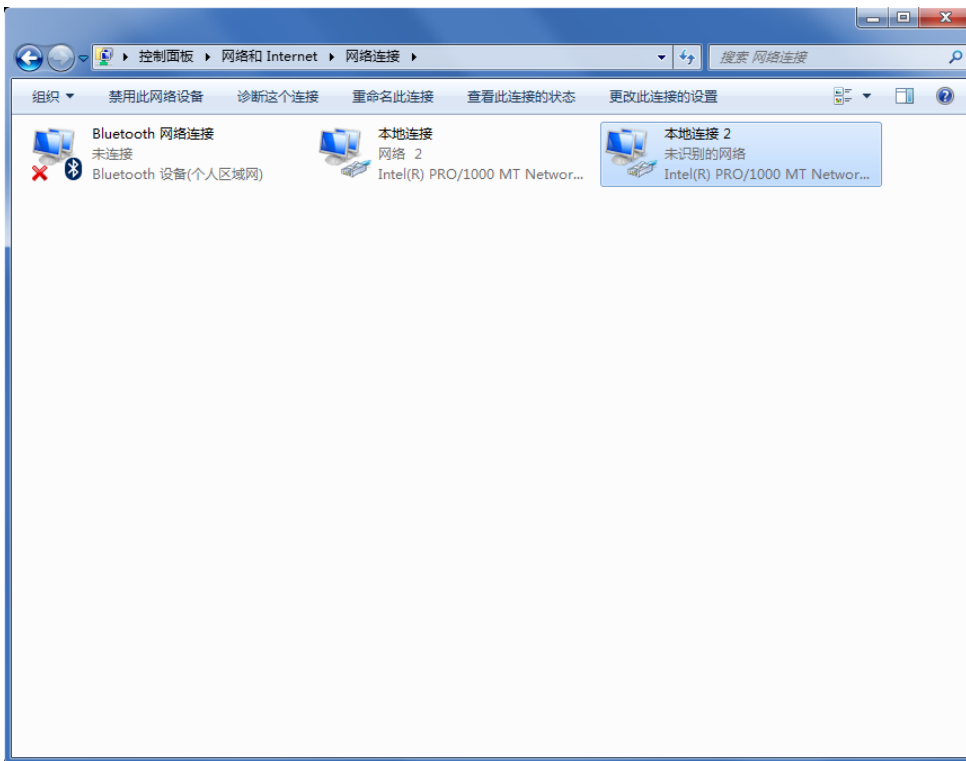 控制面板 网络和 Internet 网络连接
搜索 网络连接
组织 禁用此网络设备 诊断这个连接 重命名此连接 查看此连接的状态 更改此连接的设置
Bluetooth 网络连接
未连接
Bluetooth 设备(个人区域网)
本地连接
网络 2
Intel(R) PRO/1000 MT Networ...
本地连接 2
未识别的网络
Intel(R) PRO/1000 MT Networ...